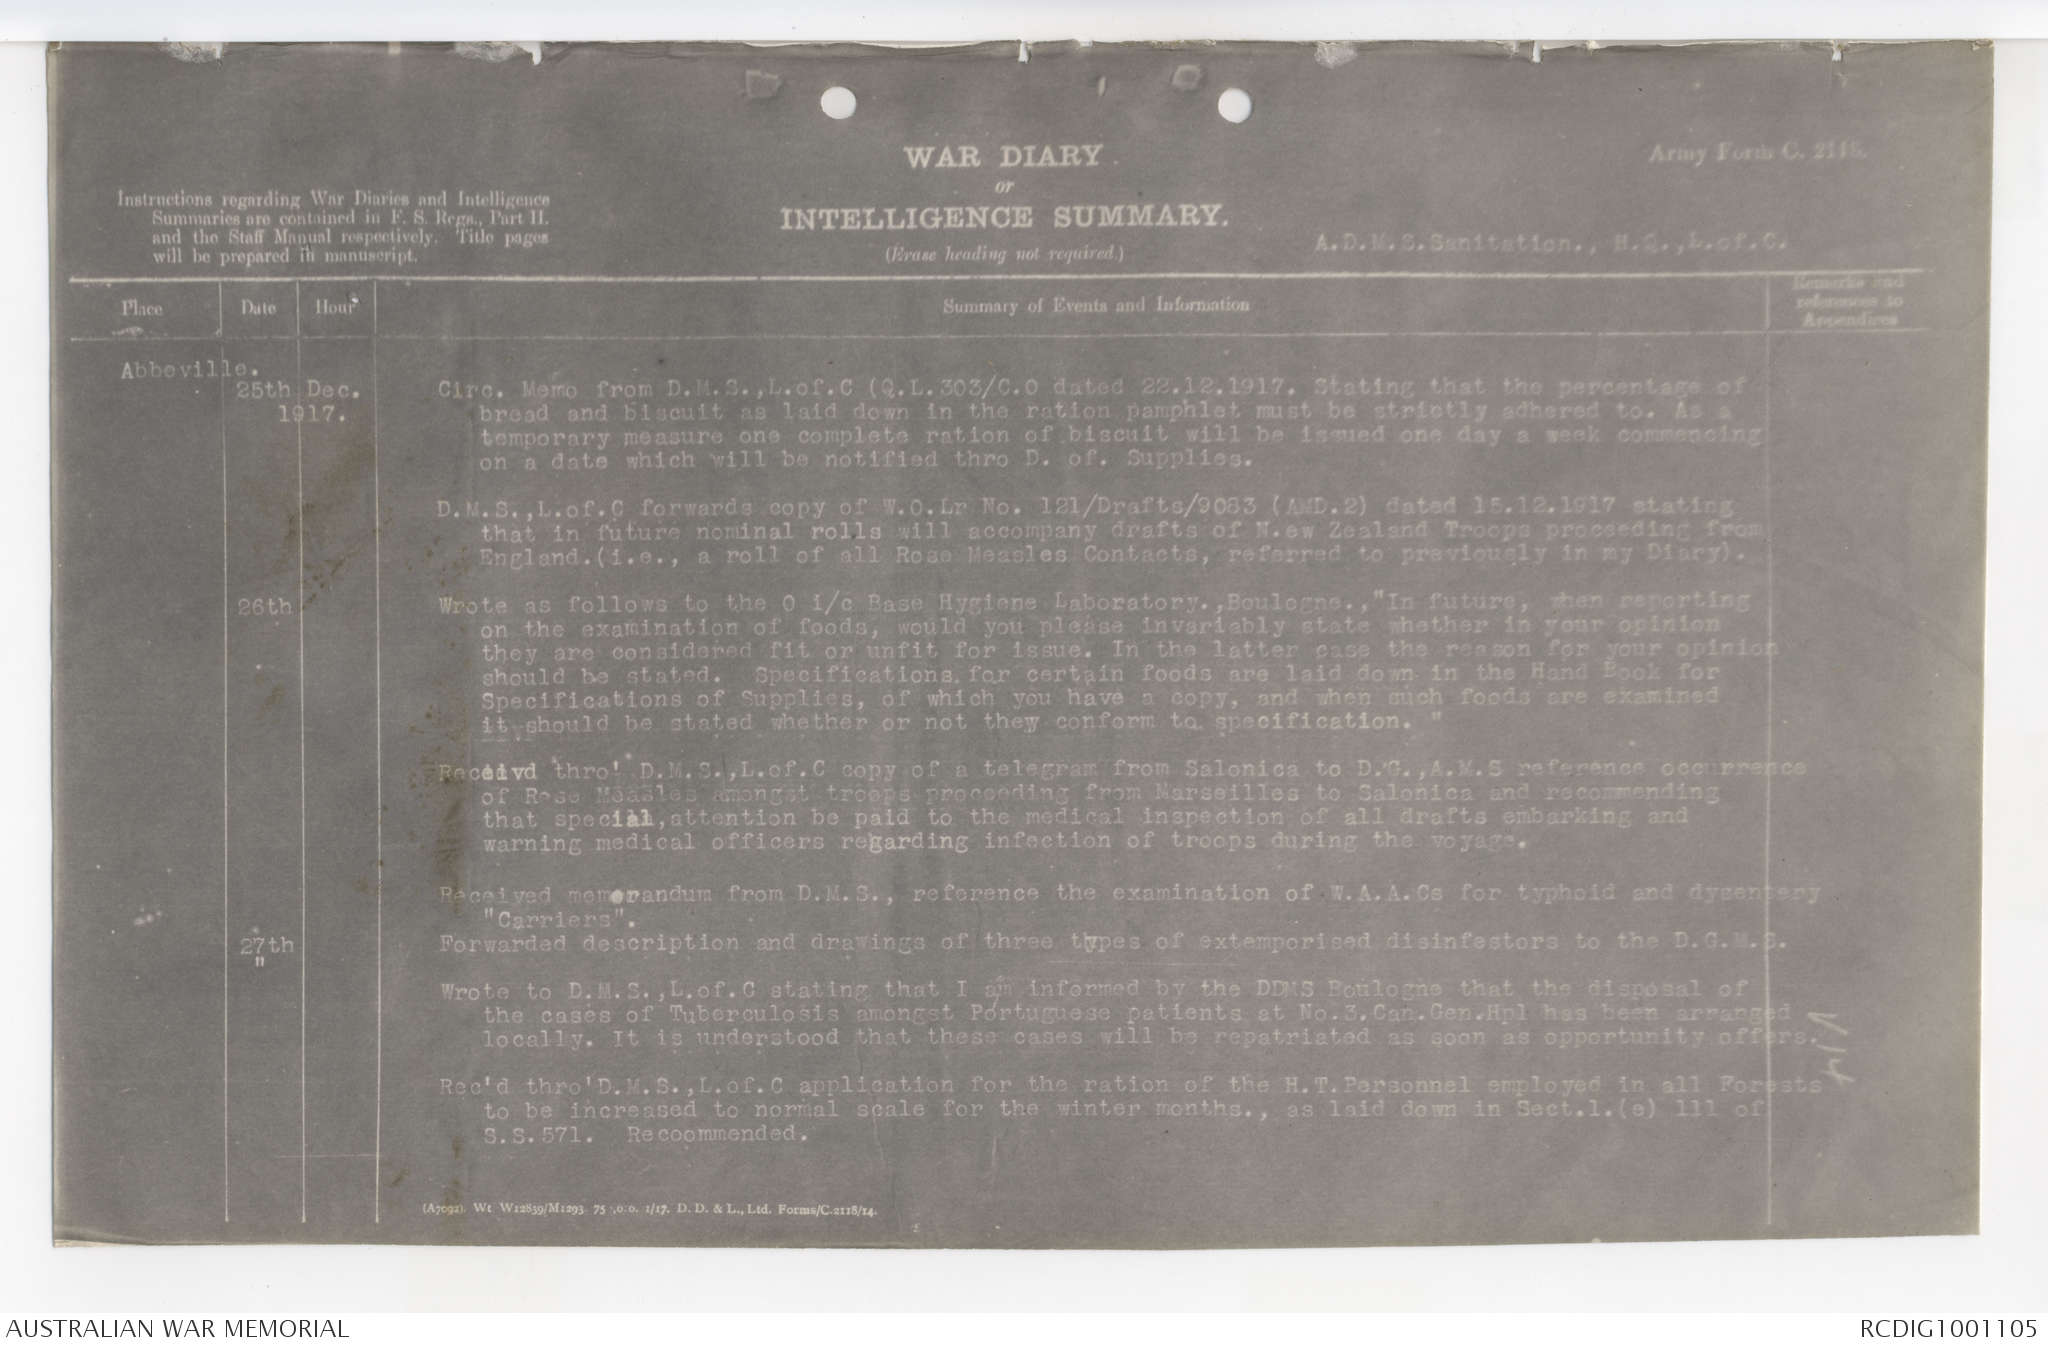 WAR DIARY
or
INTELLIGENCE SUMMARY.
(Erase heading not required.)
Army Form C. 2118.
Instructions regarding War Diaries and Intelligence
Summaries are contained in F. S. Regs., Part II.
and the Staff Manual respectively. Title pages
will be prepared in manuscript.
A.D.M.S.Sanitation., H.Q.,L.of.C.
Place
Date
Hour
Summary of Events and Information
Remarks and
references to
Appendices
Abbeville.
25th Dec.
1917.
Circ. Memo from D.M.S.,L.of.C (Q.L.303/C.O dated 22.12.1917. Stating that the percentage of
bread and biscuit as laid down in the ration pamphlet must be strictly adhered to. As a
temporary measure one complete ration of biscuit will be issued one day a week commencing
on a date which will be notified thro D. of. Supplies.
D.M.S.,L.of.C forwards copy of W.O.Lr No. 121/Drafts/9083 (AMD.2) dated 15.12.1917 stating
that in future nominal rolls will accompany drafts of N.ew Zealand Troops proceeding from
England.(i.e., a roll of all Rose Measles Contacts, referred to previously in my Diary).
26th
Wrote as follows to the O i/c Base Hygiene Laboratory.,Boulogne.,"In future, when reporting
on the examination of foods, would you please invariably state whether in your opinion
they are considered fit or unfit for issue. In the latter case the reason for your opinion
should be stated. Specifications for certain foods are laid down in the Hand Book for
Specifications of Supplies, of which you have a copy, and when such foods are examined
it should be stated whether or not they conform to specification. "
Receivd thro' D.M.S.,L.of.C copy of a telegram from Salonica to D.G.,A.M.S reference occurrence
of Rose Measles amongst troops proceeding from Marseilles to Salonica and recommending
that special,attention be paid to the medical inspection of all drafts embarking and
warning medical officers regarding infection of troops during the voyage.
Received memorandum from D.M.S., reference the examination of W.A.A.Cs for typhoid and dysentery
"Carriers".
27th
Forwarded description and drawings of three types of extemporised disinfestors to the D.G.M.S.
"
Wrote to D.M.S.,L.of.C stating that I am informed by the DDMS Boulogne that the disposal of
the cases of Tuberculosis amongst Portuguese patients at No.3.Can.Gen.Hpl has been arranged
locally. It is understood that these cases will be repatriated as soon as opportunity offers.
Rec'd thro'D.M.S.,L.of.C application for the ration of the H.T.Personnel employed in all Forests
to be increased to normal scale for the winter months., as laid down in Sect.1.(e) 111 of
S.S.571. Recoommended.
(A7092). Wt W12859/M1293 1/17. D. D. & L., Ltd. Forms/C.2118/14.
AUSTRALIAN WAR MEMORIAL
RCDIG1001105